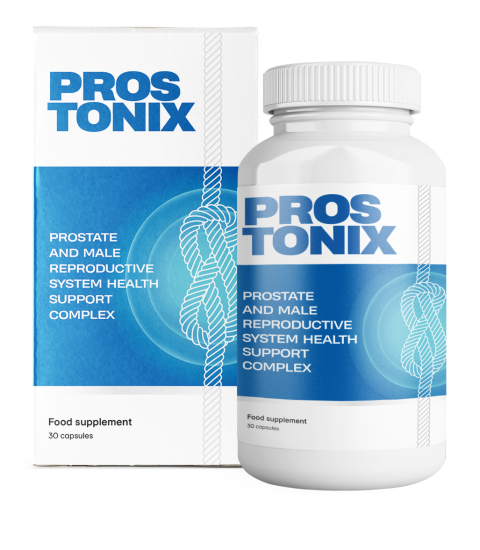 PROS
TONIX
PROSTATE
AND MALE
REPRODUCTIVE
SYSTEM HEALTH
SUPPORT
COMPLEX
Food supplement
30 capsules
PROS
TONIX
PROSTATE
AND MALE
REPRODUCTIVE
SYSTEM HEALTH
SUPPORT
COMPLEX
Food supplement
30 capsules